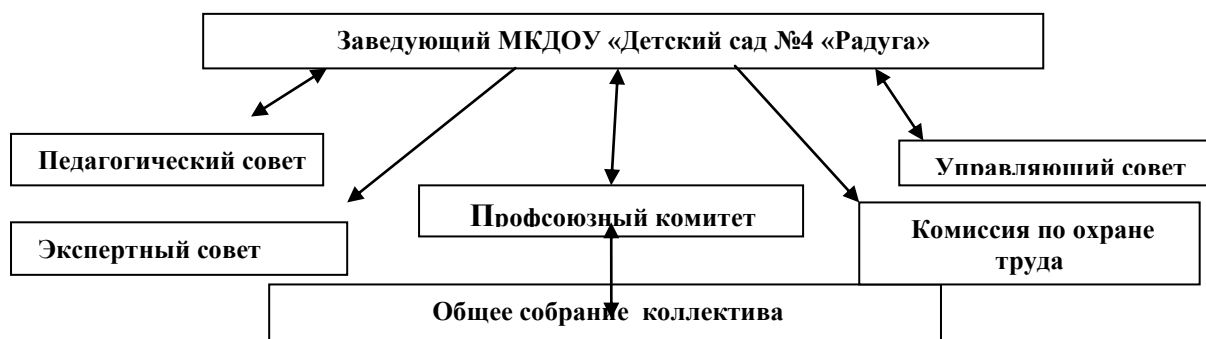 Заведующий МКДОУ «Детский сад №4 «Радуга»
Педагогический совет
Управляющий совет
Профсоюзный комитет
Экспертный совет
Комиссия по охране
труда
Общее собрание коллектива